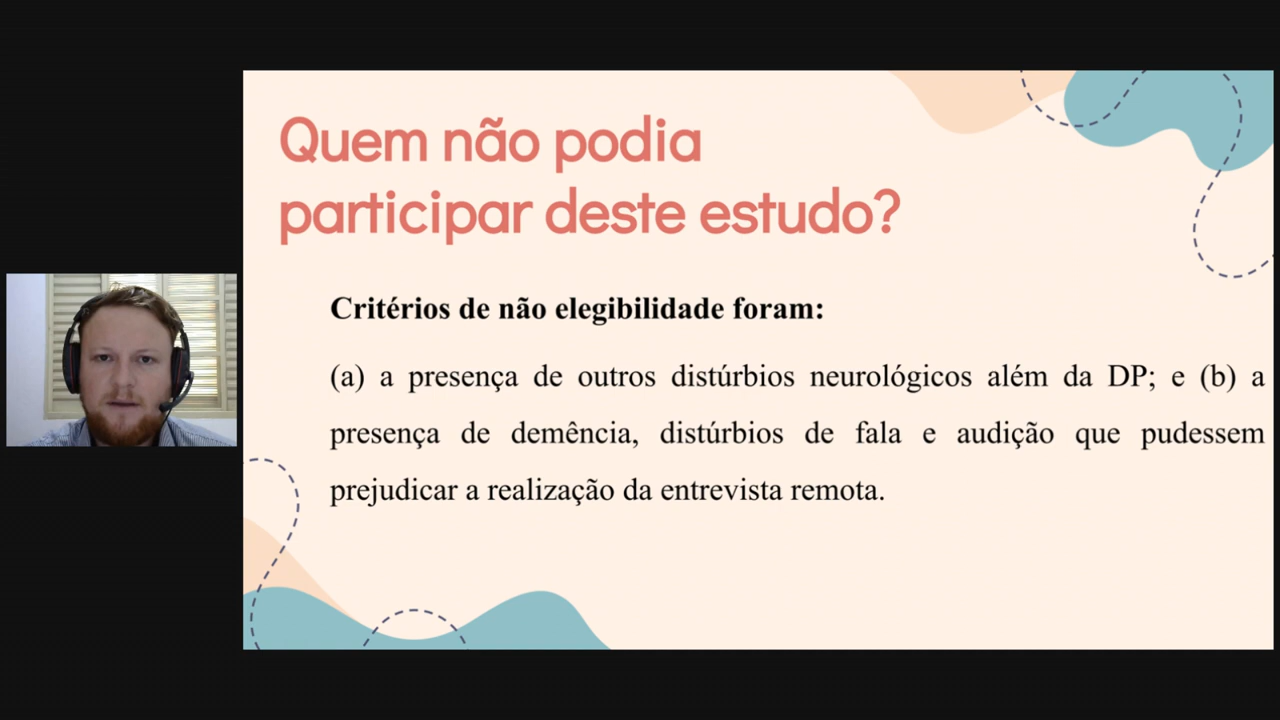 Quem não podia
participar deste estudo?
Critérios de não elegibilidade foram:
(a) a presença de outros distúrbios neurológicos além da DP; e (b) a
presença de demência, distúrbios de fala e audição que pudessem
prejudicar a realização da entrevista remota.